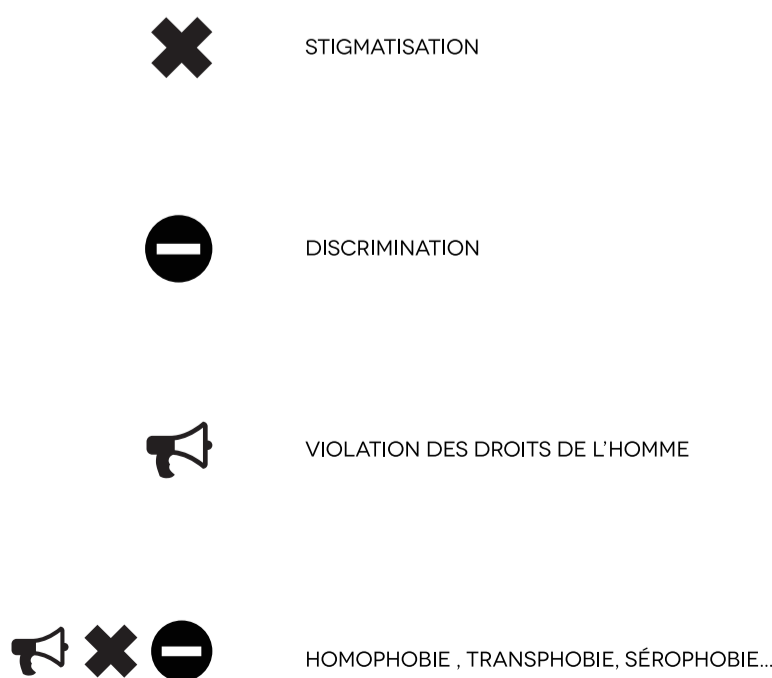 STIGMATISATION
DISCRIMINATION
VIOLATION DES DROITS DE L'HOMME
HOMOPHOBIE , TRANSPHOBIE, SÉROPHOBIE...